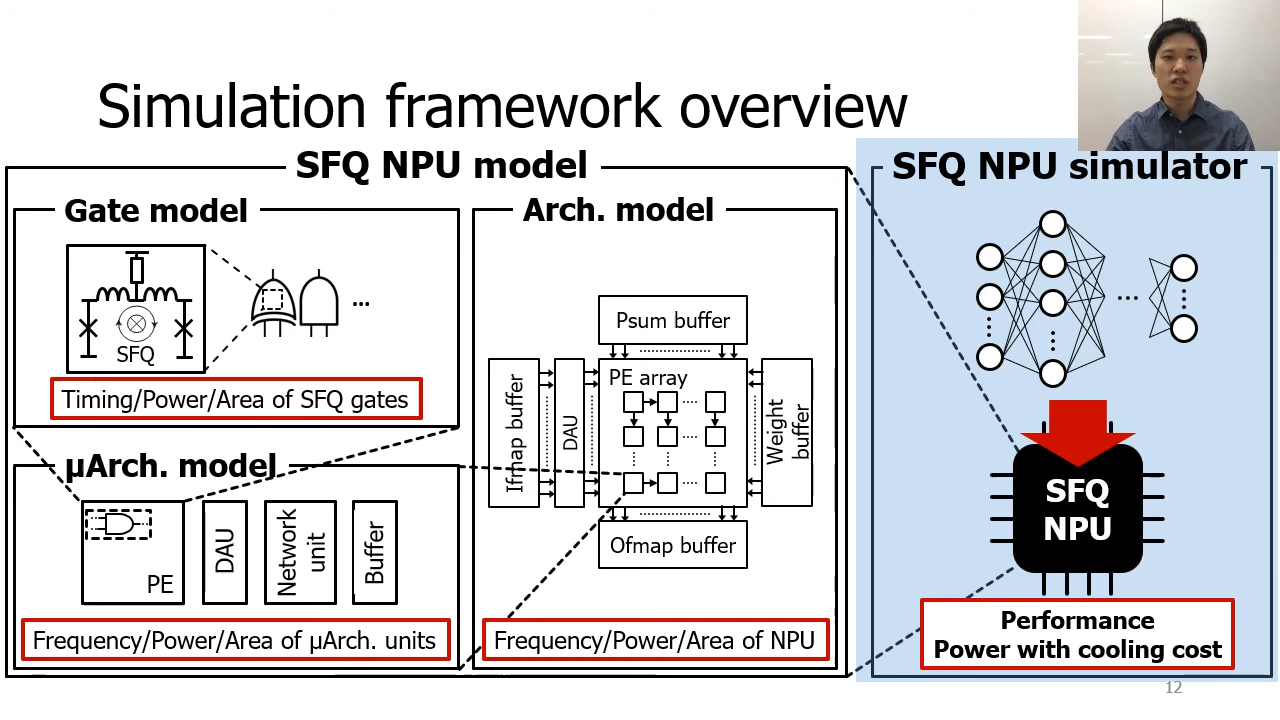 Simulation framework overview
SFQ NPU model
Gate model
SFQ
...
Timing/Power/Area of SFQ gates
μArch. model
PE
DAU
Network
unit
Buffer
Frequency/Power/Area of μArch. units
Arch. model
Psum buffer
Ifmap buffer
DAU
PE array
Weight
buffer
Ofmap buffer
Frequency/Power/Area of NPU
SFQ NPU simulator
SFQ
NPU
Performance
Power with cooling cost
12